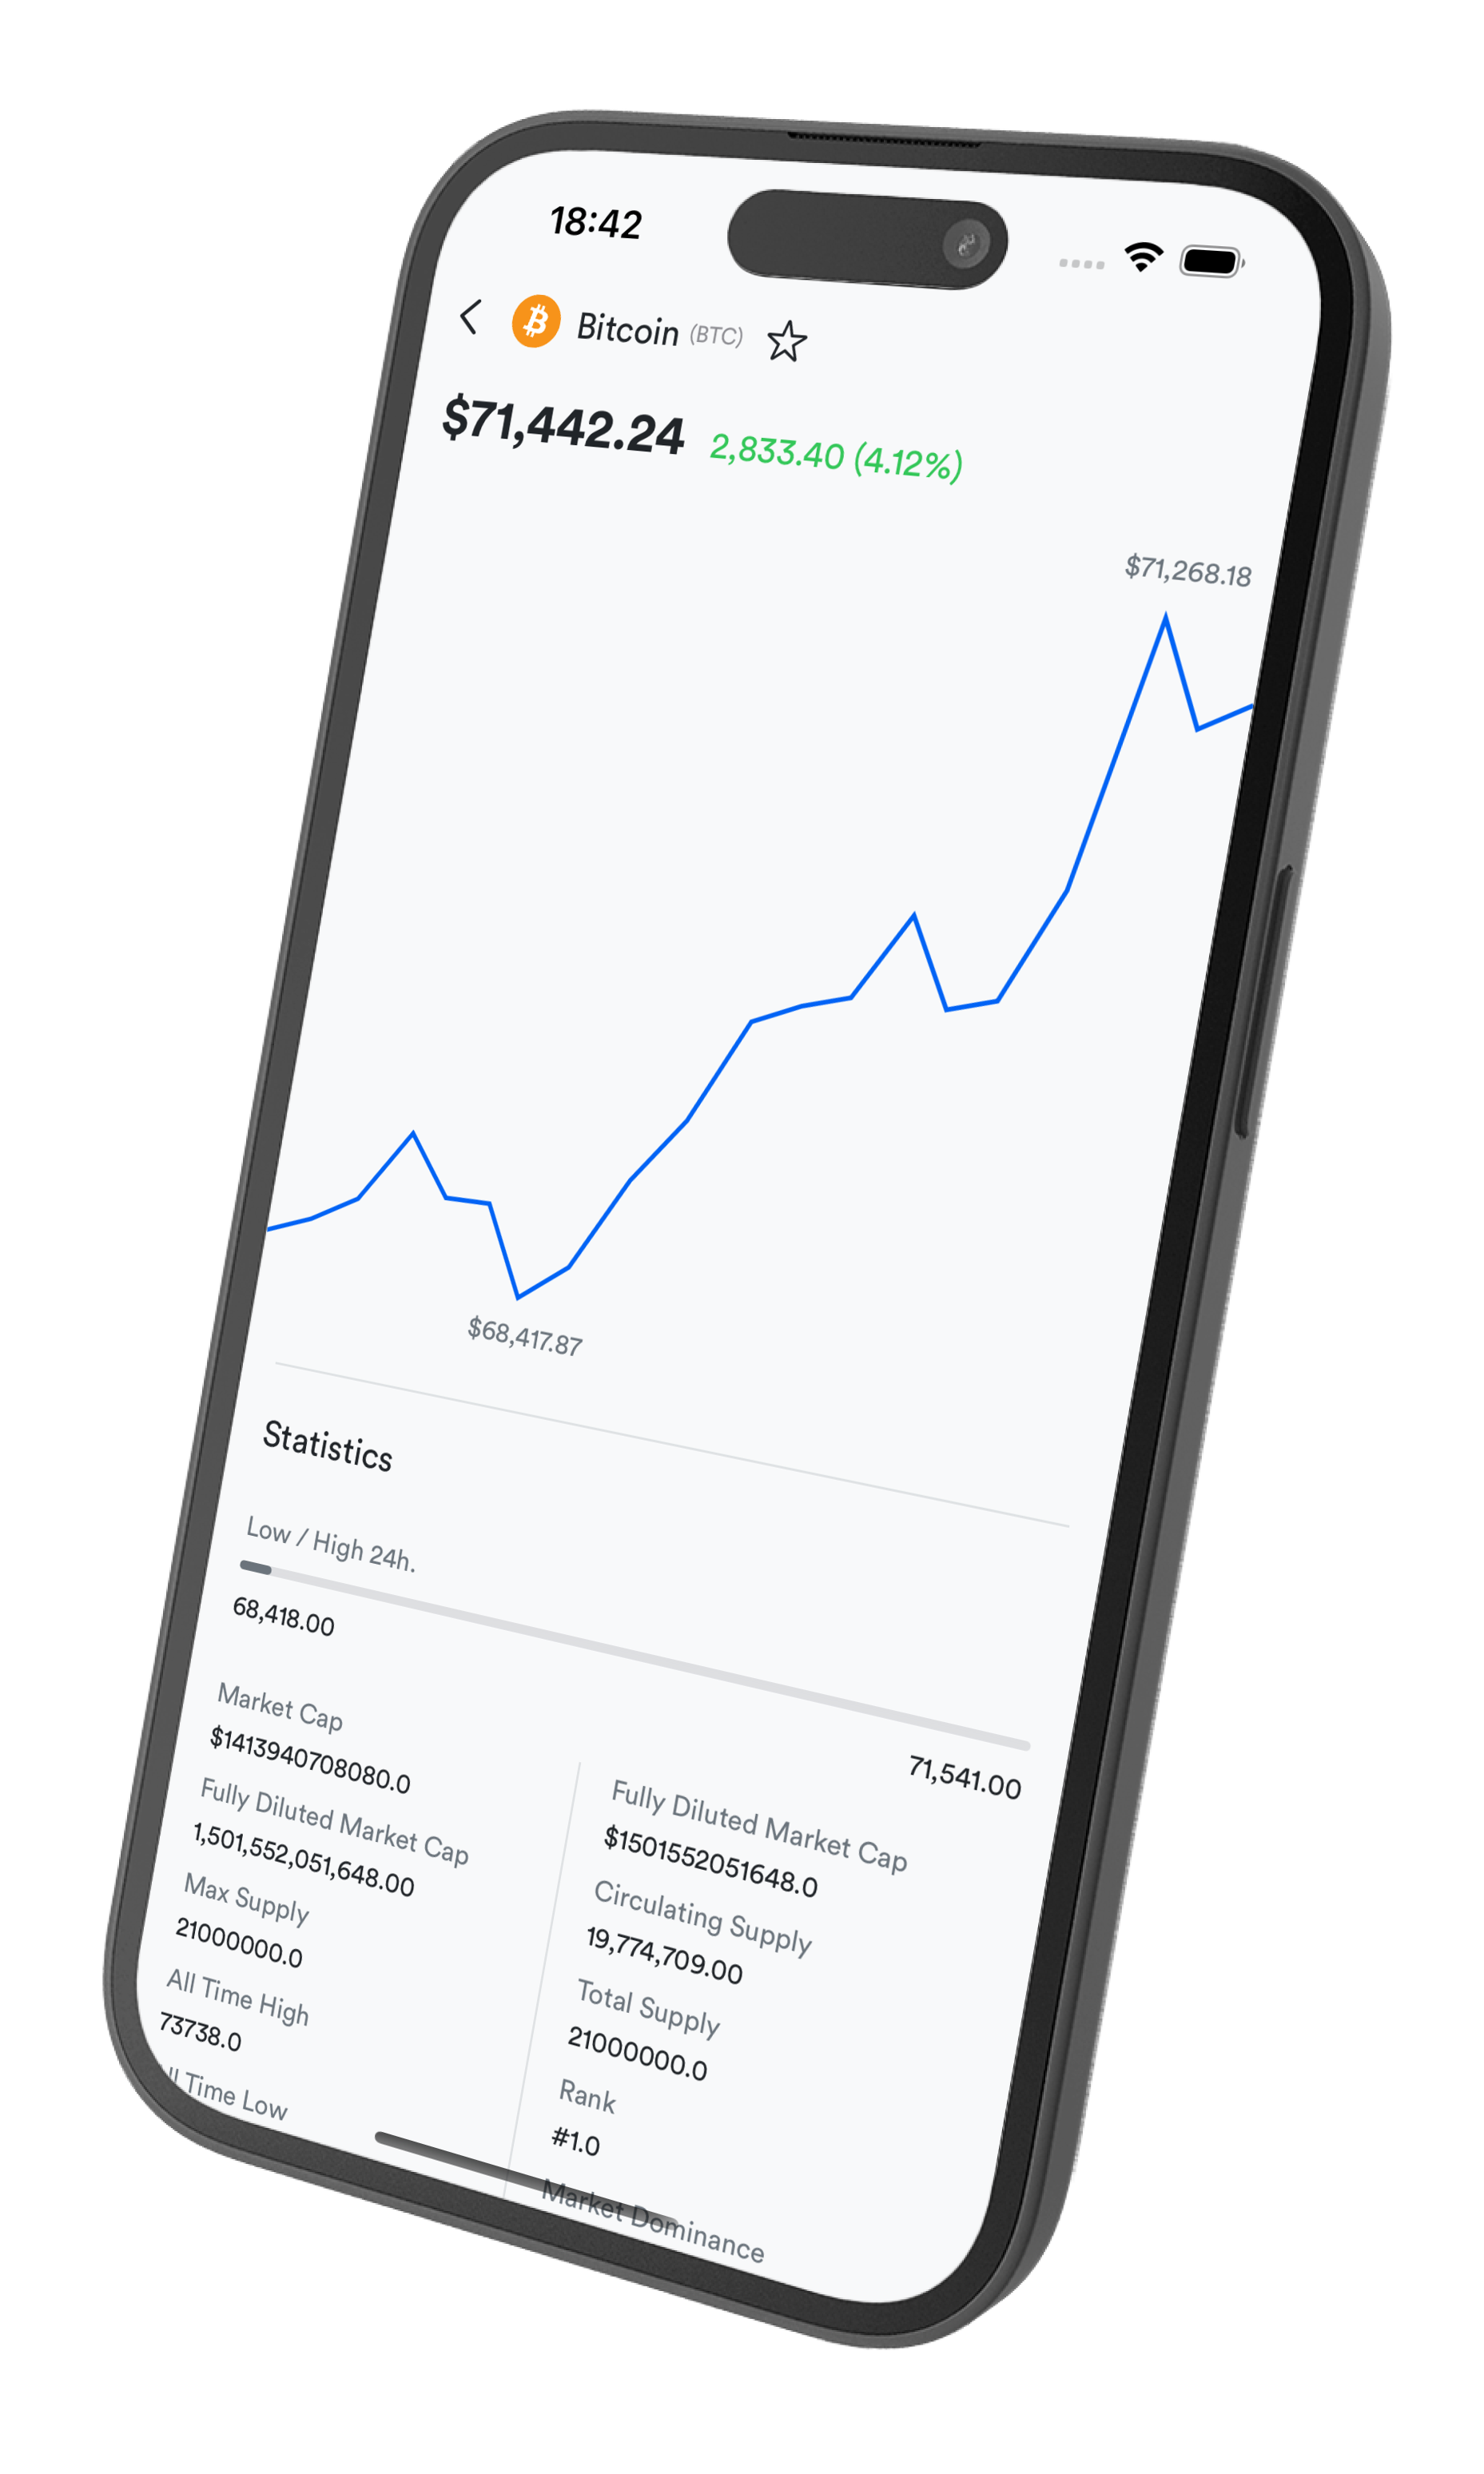 18:42
Bitcoin (BTC)
$71,442.24 2,833.40 (4.12%)
$71,268.18
$68,417.87
Statistics
Low / High 24h.
68,418.00
71,541.00
Market Cap
$1413940708080.0
Fully Diluted Market Cap
1,501,552,051,648.00
Max Supply
21000000.0
All Time High
73738.0
ll Time Low
Fully Diluted Market Cap
$1501552051648.0
Circulating Supply
19,774,709.00
Total Supply
21000000.0
Rank
#1.0
Market Dominance